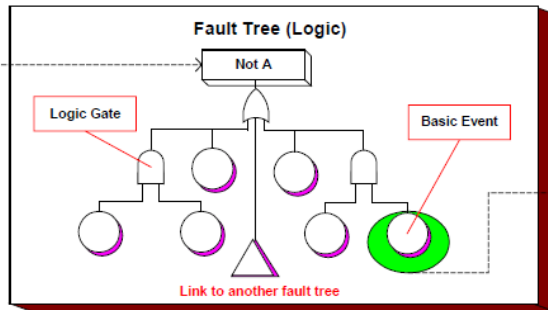 Fault Tree (Logic)
Not A
Logic Gate
Basic Event
Link to another fault tree